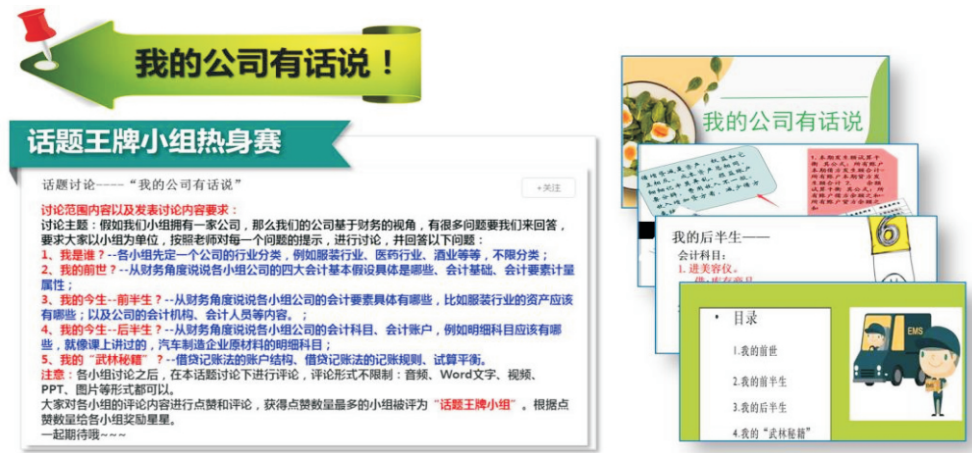 我的公司有话说！
话题王牌小组热身赛
话题讨论----“我的公司有话说”
+关注
讨论范围内容以及发表讨论内容要求：
讨论主题：假如我们小组拥有一家公司，那么我们的公司基于财务的视角，有很多问题要我们来回答，
要求大家以小组为单位，按照老师对每一个问题的提示，进行讨论，并回答以下问题：
1、我是谁？--各小组先定一个公司的行业分类，例如服装行业、医药行业、酒业等等，不限分类；
2、我的前世？--从财务角度说说各小组公司的四大会计基本假设具体是哪些、会计基础、会计要素计量
属性；
3、我的今生--前半生？--从财务角度说说各小组公司的会计要素具体有哪些，比如服装行业的资产应该
有哪些；以及公司的会计机构、会计人员等内容。；
4、我的今生--后半生？--从财务角度说说各小组公司的会计科目、会计账户，例如明细科目应该有哪
些，就像课上讲过的，汽车制造企业原材料的明细科目；
5、我的“武林秘籍”？--借贷记账法的账户结构、借贷记账法的记账规则、试算平衡。
注意：各小组讨论之后，在本话题讨论下进行评论，评论形式不限制：音频、Word文字、视频、
PPT、图片等形式都可以。
大家对各小组的评论内容进行点赞和评论，获得点赞数量最多的小组被评为“话题王牌小组”。根据点
赞数量给各小组奖励星星。
一起期待哦~~~
我的公司有话说
我的后半生——
会计科目：
1. 进美容仪。
借：库存商品
6
• 目录
1.我的前世
2.我的前半生
3.我的后半生
4.我的“武林秘籍”
EMS